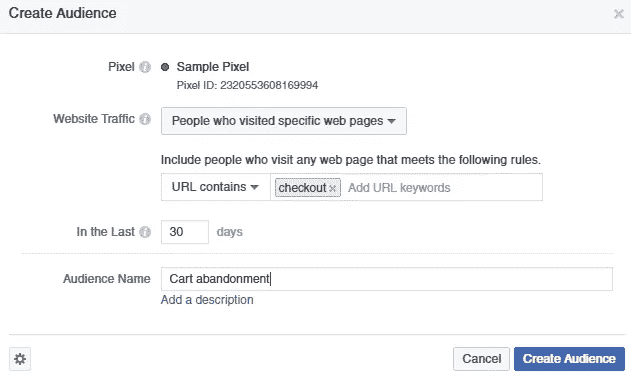 Create Audience
Pixel Sample Pixel
Pixel ID: 2320553608169994
Website Traffic People who visited specific web pages
Include people who visit any web page that meets the following rules.
URL contains checkout Add URL keywords
In the Last 30 days
Audience Name Cart abandonment
Add a description
Cancel Create Audience